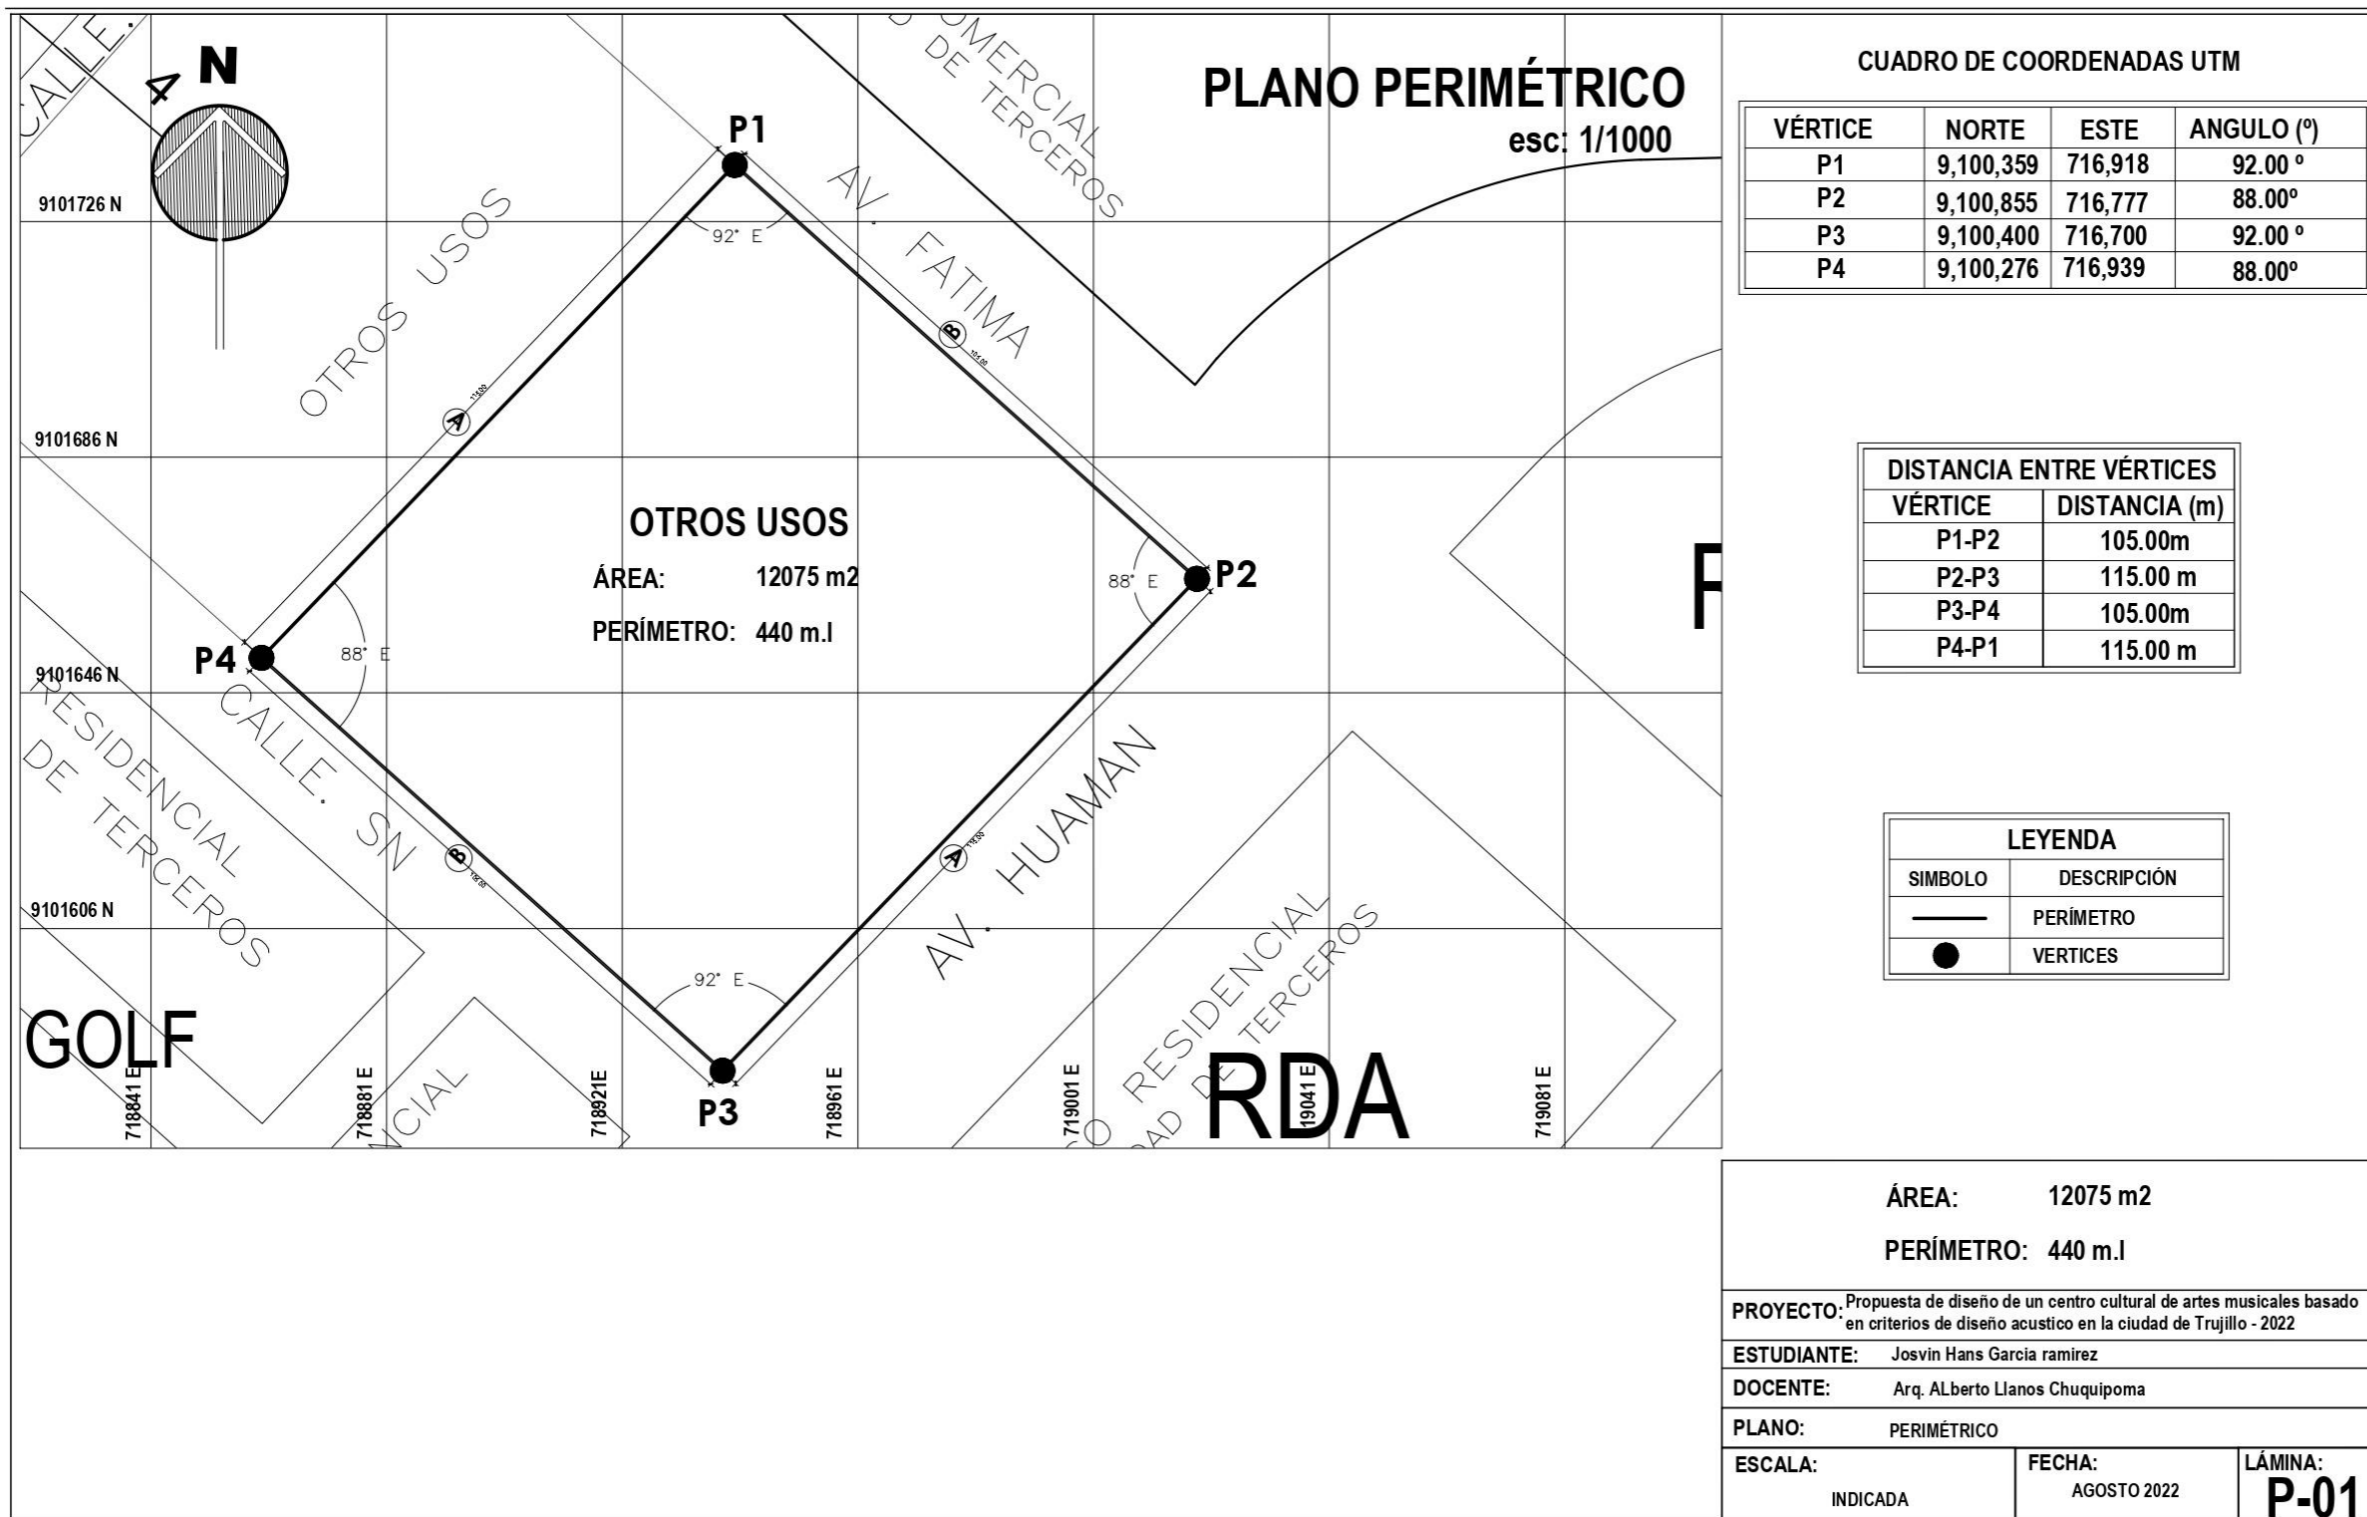 CALLE.
4
N
COMERCIAL
DE TERCEROS
PLANO PERIMÉTRICO
esc: 1/1000
P1
92° E
9101726 N
OTROS USOS
AV. FATIMA
B
105.00
A
115.00
9101686 N
OTROS USOS
ÁREA: 12075 m2
PERÍMETRO: 440 m.l
88° E
P2
P4
88° E
9101646 N
RESIDENCIAL
DE TERCEROS
CALLE. SN
B
A
115.00
AV. HUAMAN
9101606 N
92° E
P3
RESIDENCIAL
DE TERCEROS
GOLF
RDA
718841 E
718881 E
718921E
718961 E
719001 E
719041 E
719081 E
CUADRO DE COORDENADAS UTM
VÉRTICE NORTE ESTE ANGULO (º)
P1 9,100,359 716,918 92.00 º
P2 9,100,855 716,777 88.00º
P3 9,100,400 716,700 92.00 º
P4 9,100,276 716,939 88.00º
DISTANCIA ENTRE VÉRTICES
VÉRTICE DISTANCIA (m)
P1-P2 105.00m
P2-P3 115.00 m
P3-P4 105.00m
P4-P1 115.00 m
LEYENDA
SIMBOLO DESCRIPCIÓN
PERÍMETRO
VERTICES
ÁREA: 12075 m2
PERÍMETRO: 440 m.l
PROYECTO: Propuesta de diseño de un centro cultural de artes musicales basado
en criterios de diseño acustico en la ciudad de Trujillo - 2022
ESTUDIANTE: Josvin Hans Garcia ramirez
DOCENTE: Arq. ALberto Llanos Chuquipoma
PLANO: PERIMÉTRICO
ESCALA: INDICADA
FECHA: AGOSTO 2022
LÁMINA: P-01